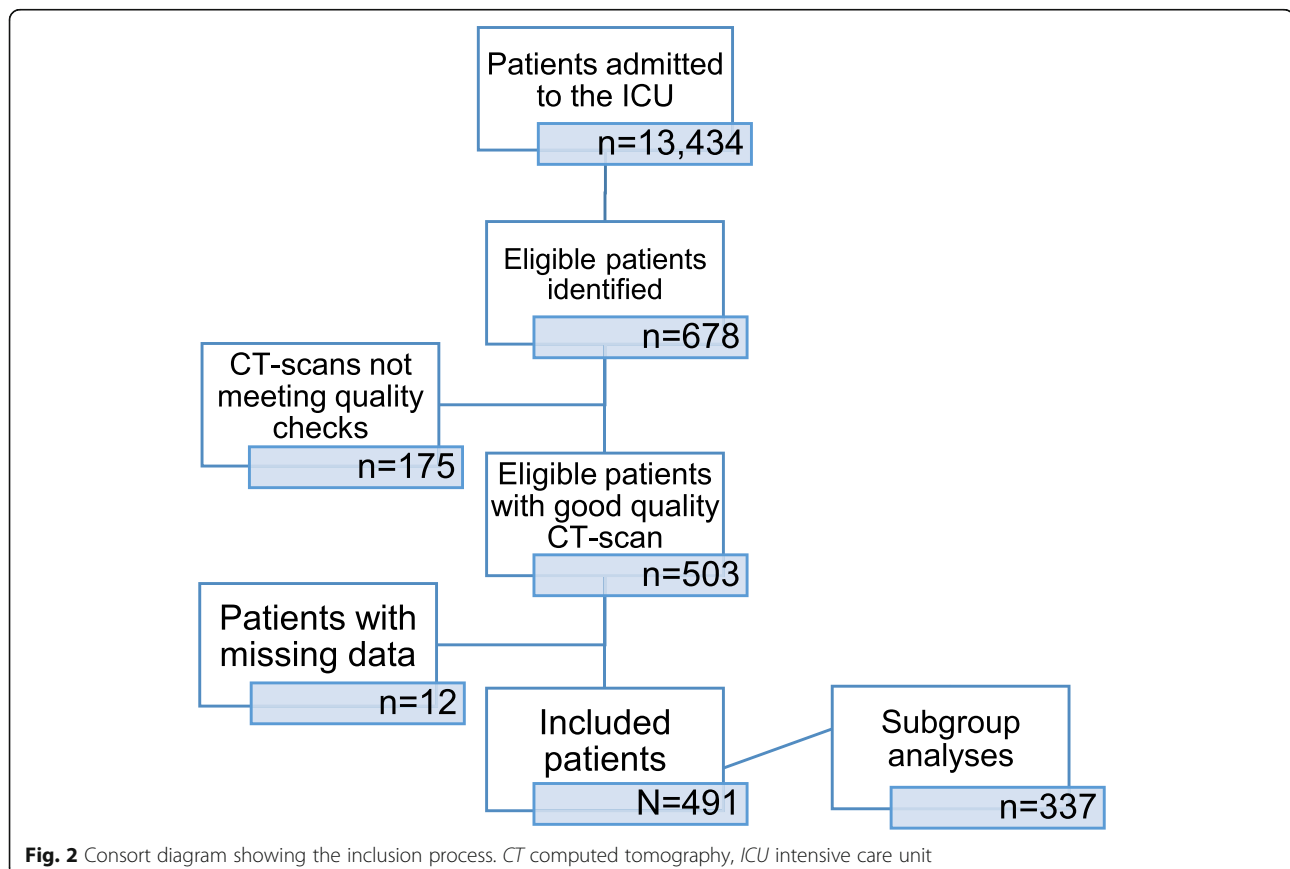 Patients admitted
to the ICU
n=13,434
Eligible patients
identified
n=678
CT-scans not
meeting quality
checks
n=175
Eligible patients
with good quality
CT-scan
n=503
Patients with
missing data
n=12
Included
patients
N=491
Subgroup
analyses
n=337
Fig. 2 Consort diagram showing the inclusion process. CT computed tomography, ICU intensive care unit